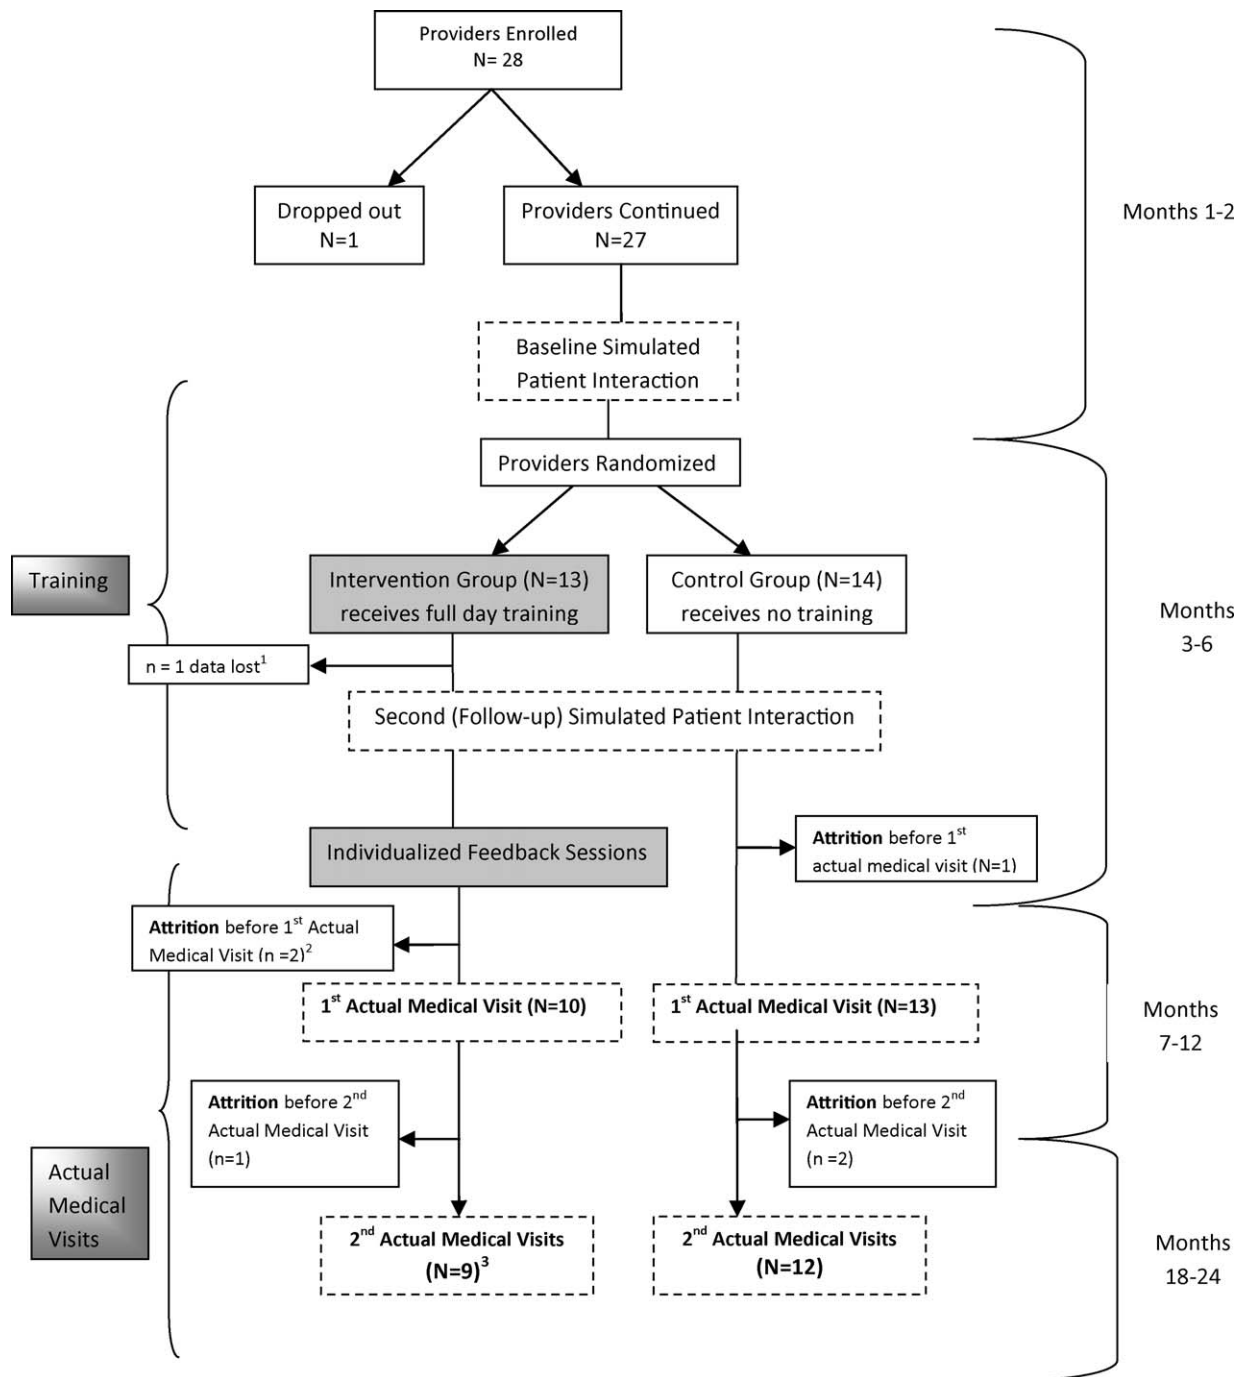 Providers Enrolled
N= 28
Dropped out
N=1
Providers Continued
N=27
Months 1-2
Baseline Simulated
Patient Interaction
Providers Randomized
Training
Intervention Group (N=13)
receives full day training
Control Group (N=14)
receives no training
Months
3-6
n = 1 data lost¹
Second (Follow-up) Simulated Patient Interaction
Individualized Feedback Sessions
Attrition before 1st
actual medical visit (N=1)
Attrition before 1st Actual
Medical Visit (n =2)²
1st Actual Medical Visit (N=10)
1st Actual Medical Visit (N=13)
Months
7-12
Attrition before 2nd
Actual Medical Visit
(n=1)
Attrition before 2nd
Actual Medical Visit
(n =2)
Actual
Medical
Visits
2nd Actual Medical Visits
(N=9)³
2nd Actual Medical Visits
(N=12)
Months
18-24